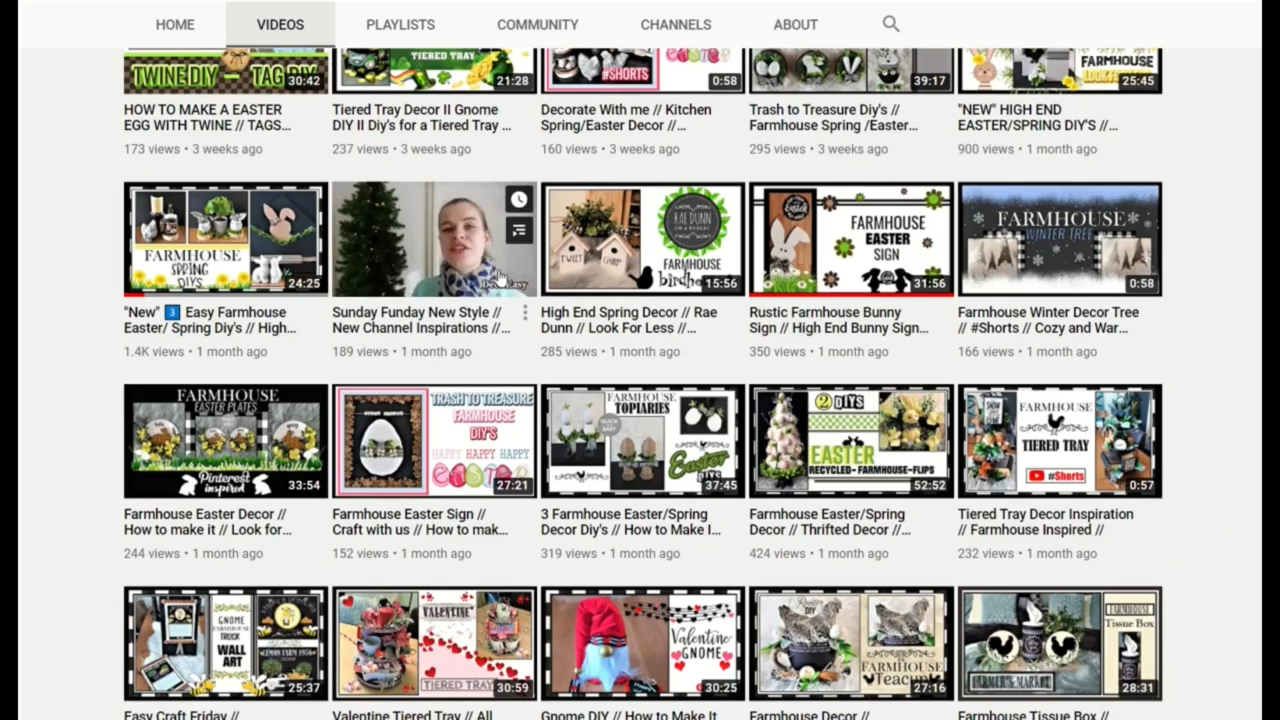 HOME VIDEOS PLAYLISTS COMMUNITY CHANNELS ABOUT
TWINE DIY - TAG DIY 30:42
TIERED TRAY 21:28
#SHORTS 0:58
39:17
FARMHOUSE
25:45
HOW TO MAKE A EASTER
EGG WITH TWINE // TAGS...
173 views • 3 weeks ago
Tiered Tray Decor II Gnome
DIY II Diy's for a Tiered Tray ...
237 views • 3 weeks ago
Decorate With me // Kitchen
Spring/Easter Decor //...
160 views • 3 weeks ago
Trash to Treasure Diy's //
Farmhouse Spring /Easter...
295 views • 3 weeks ago
"NEW" HIGH END
EASTER/SPRING DIY'S //...
900 views • 1 month ago
FARMHOUSE
SPRING
DIYS
24:25
RAE DUNN
TWEET
FARMHOUSE
15:56
Easter
FARMHOUSE
EASTER
SIGN
31:56
FARMHOUSE
WINTER TREE
0:58
"New" 3 Easy Farmhouse
Easter/ Spring Diy's // High...
1.4K views • 1 month ago
Sunday Funday New Style //
New Channel Inspirations //...
189 views • 1 month ago
High End Spring Decor // Rae
Dunn // Look For Less //...
285 views • 1 month ago
Rustic Farmhouse Bunny
Sign // High End Bunny Sign...
350 views • 1 month ago
Farmhouse Winter Decor Tree
// #Shorts // Cozy and War...
166 views • 1 month ago
FARMHOUSE
EASTER PLATES
Pinterest
inspired
33:54
TRASH TO TREASURE
FARMHOUSE
DIY'S
HAPPY HAPPY HAPPY
easter
27:21
FARMHOUSE
TOPIARIES
QUICK
EASY
Easter
DIYS
37:45
2 DIYS
EASTER
RECYCLED- FARMHOUSE-FLIPS
52:52
FARMHOUSE
TIERED TRAY
#Shorts
0:57
Farmhouse Easter Decor //
How to make it // Look for...
244 views • 1 month ago
Farmhouse Easter Sign //
Craft with us // How to mak...
152 views • 1 month ago
3 Farmhouse Easter/Spring
Decor Diy's // How to Make I...
319 views • 1 month ago
Farmhouse Easter/Spring
Decor // Thrifted Decor //...
424 views • 1 month ago
Tiered Tray Decor Inspiration
// Farmhouse Inspired //
232 views • 1 month ago
GNOME
FARMHOUSE
TRUCK
WALL
ART
25:37
VALENTINE
TIERED TRAY
30:59
Valentine
GNOME
30:25
Rooster
DIY
FARMHOUSE
Teacup
27:16
FARMHOUSE
Tissue Box
FARMER'S MARKET
28:31
Easy Craft Friday //
Valentine Tiered Tray // All
Gnome DIY // How to Make It
Farmhouse Decor //
Farmhouse Tissue Box //